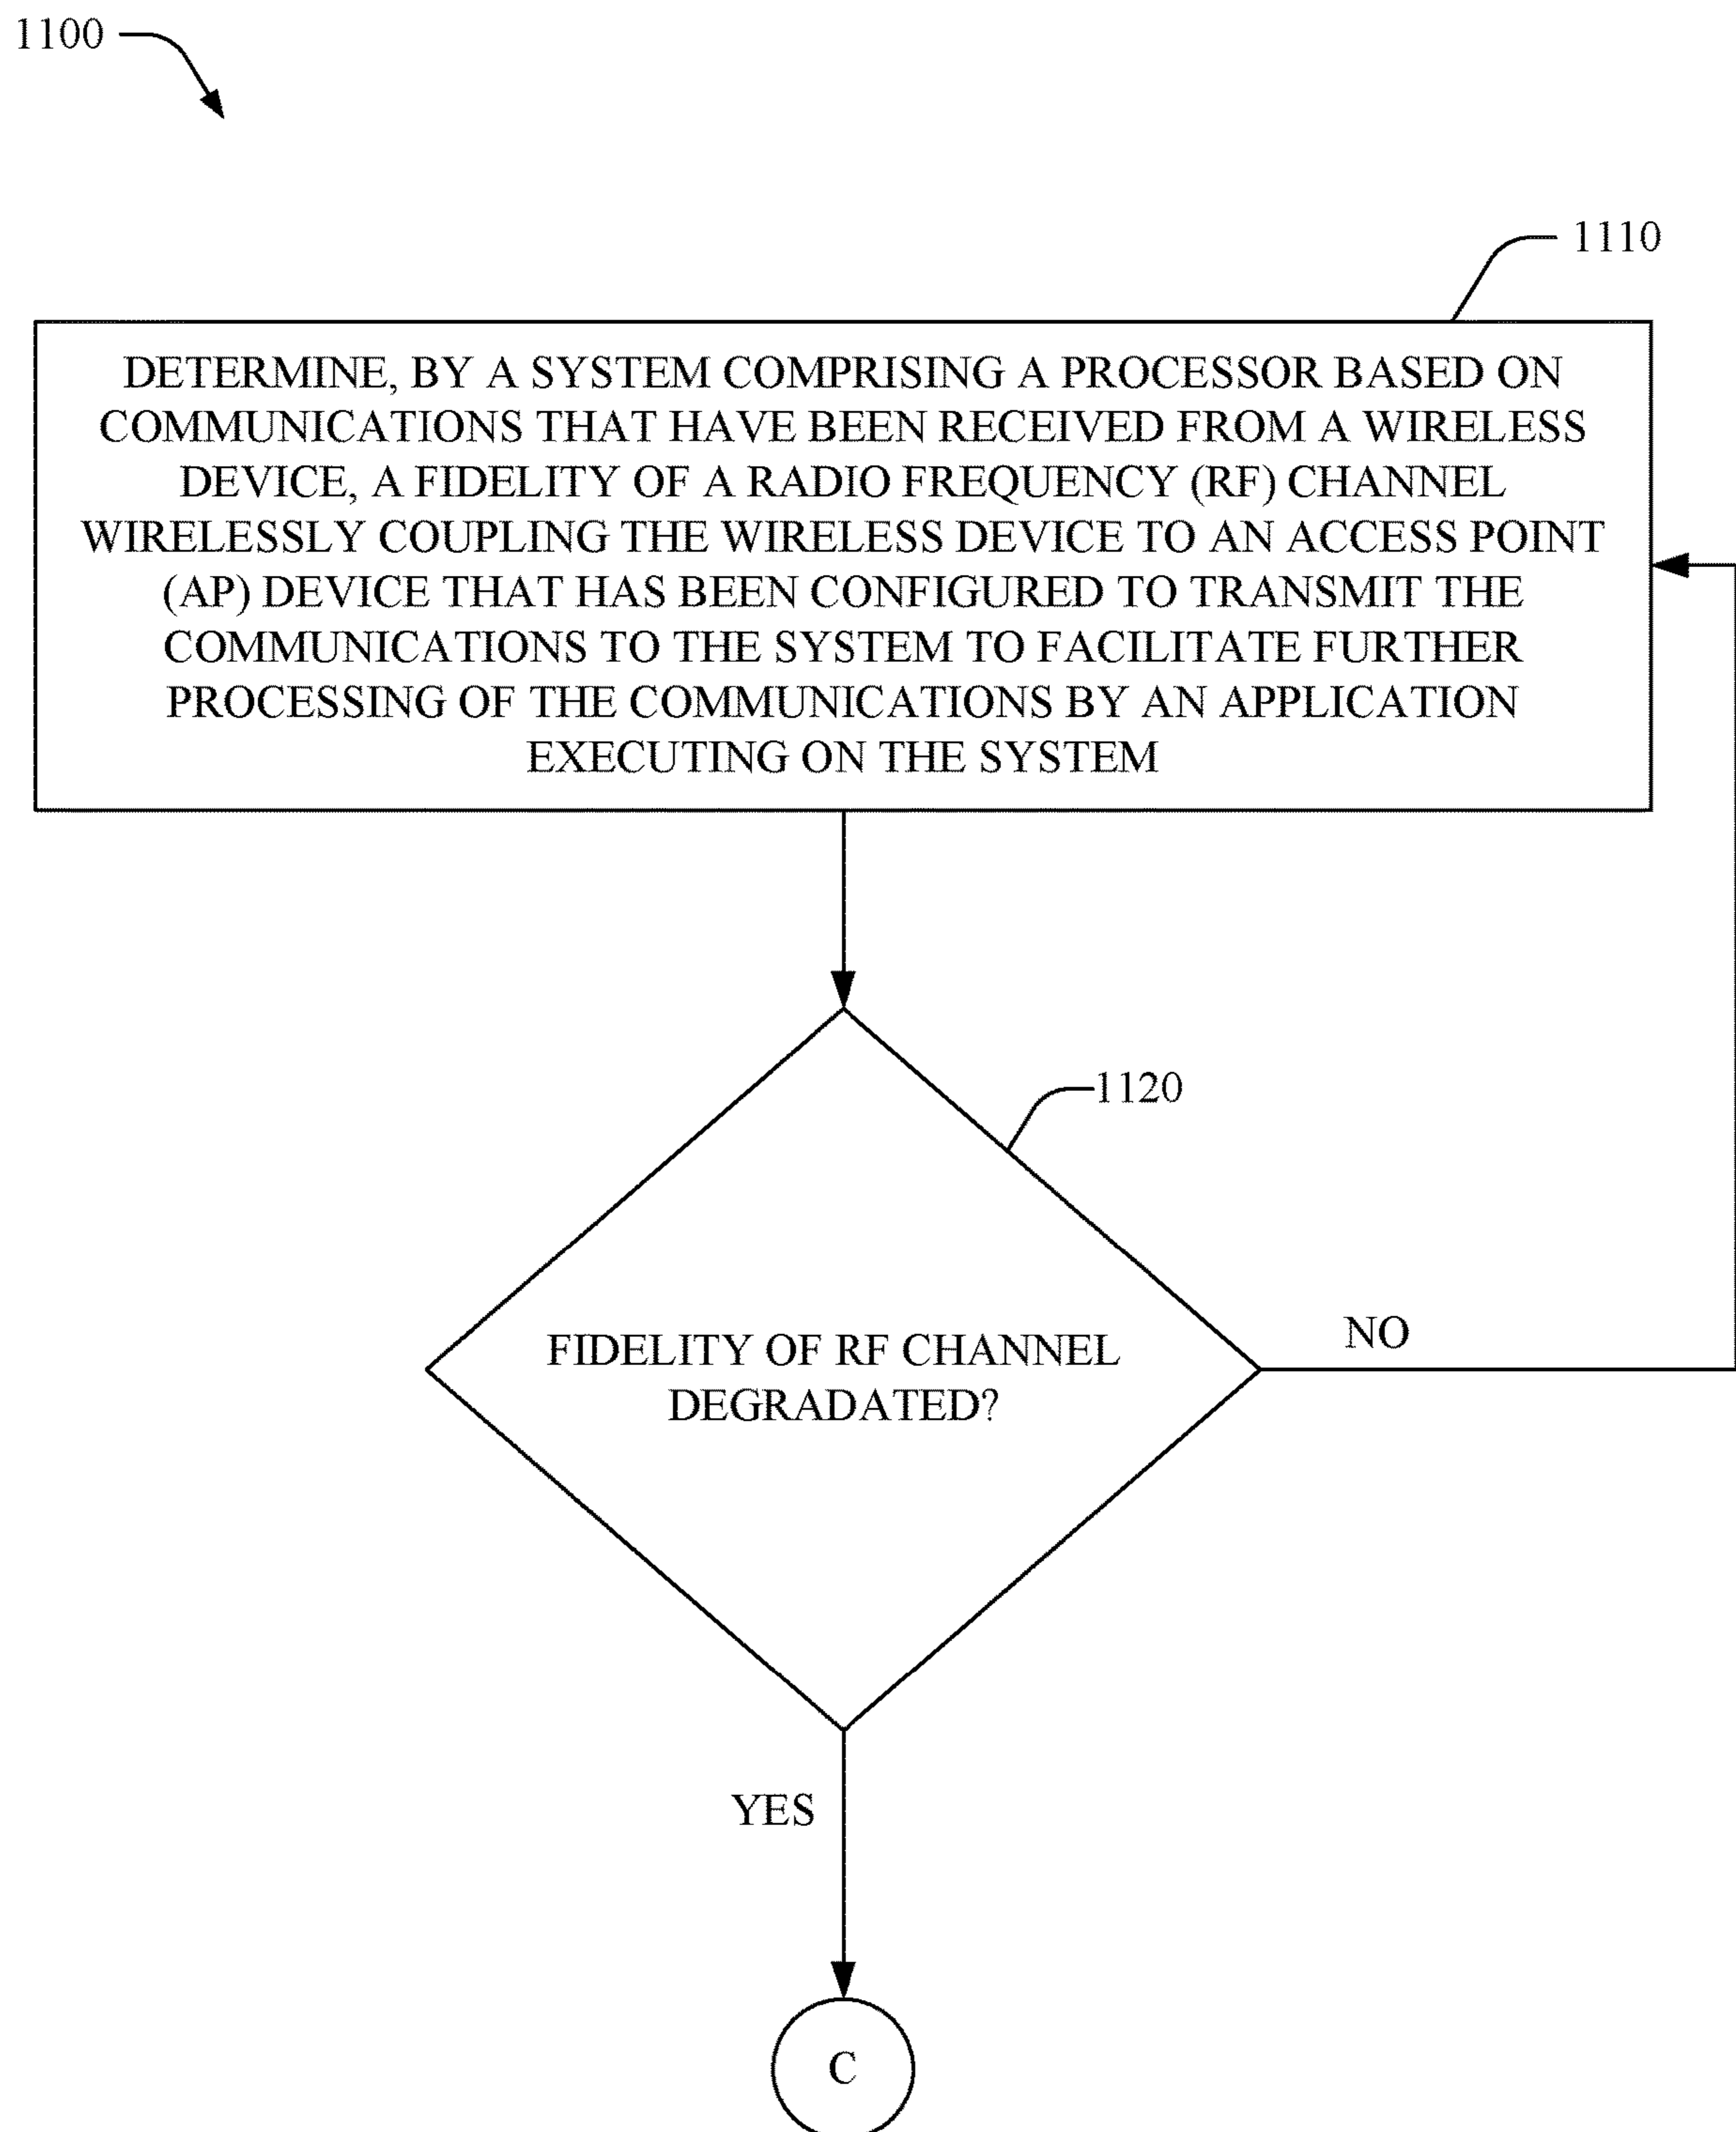 1100
1110
DETERMINE, BY A SYSTEM COMPRISING A PROCESSOR BASED ON
COMMUNICATIONS THAT HAVE BEEN RECEIVED FROM A WIRELESS
DEVICE, A FIDELITY OF A RADIO FREQUENCY (RF) CHANNEL
WIRELESSLY COUPLING THE WIRELESS DEVICE TO AN ACCESS POINT
(AP) DEVICE THAT HAS BEEN CONFIGURED TO TRANSMIT THE
COMMUNICATIONS TO THE SYSTEM TO FACILITATE FURTHER
PROCESSING OF THE COMMUNICATIONS BY AN APPLICATION
EXECUTING ON THE SYSTEM
1120
FIDELITY OF RF CHANNEL
DEGRADATED?
NO
YES
C